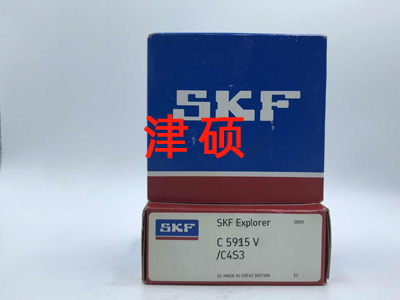 SKF
津硕
SKF
SKF Explorer
C 5915 V
/C4S3
MADE IN GREAT BRITAIN